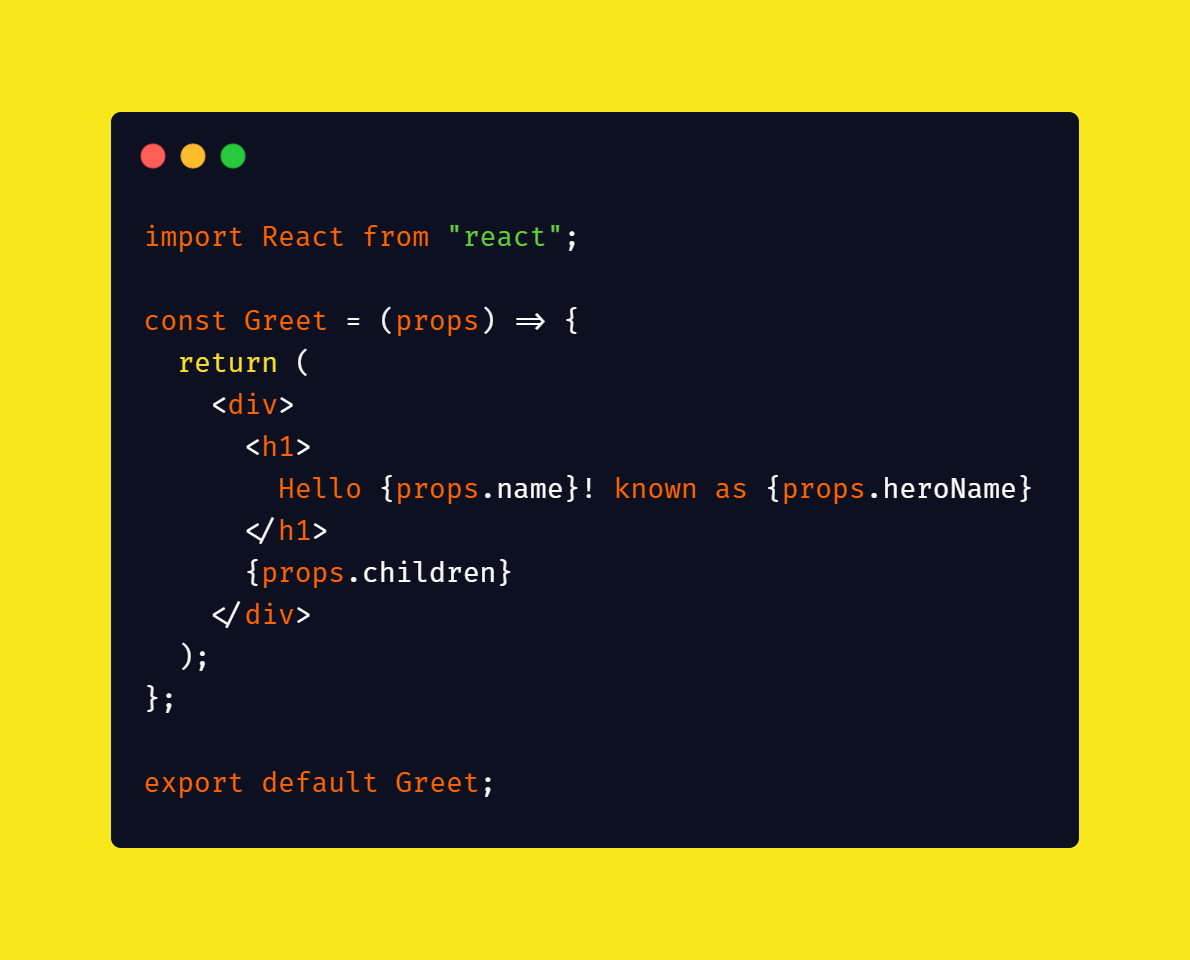 import React from "react";

const Greet = (props) => {
  return (
    <div>
      <h1>
        Hello {props.name}! known as {props.heroName}
      </h1>
      {props.children}
    </div>
  );
};

export default Greet;